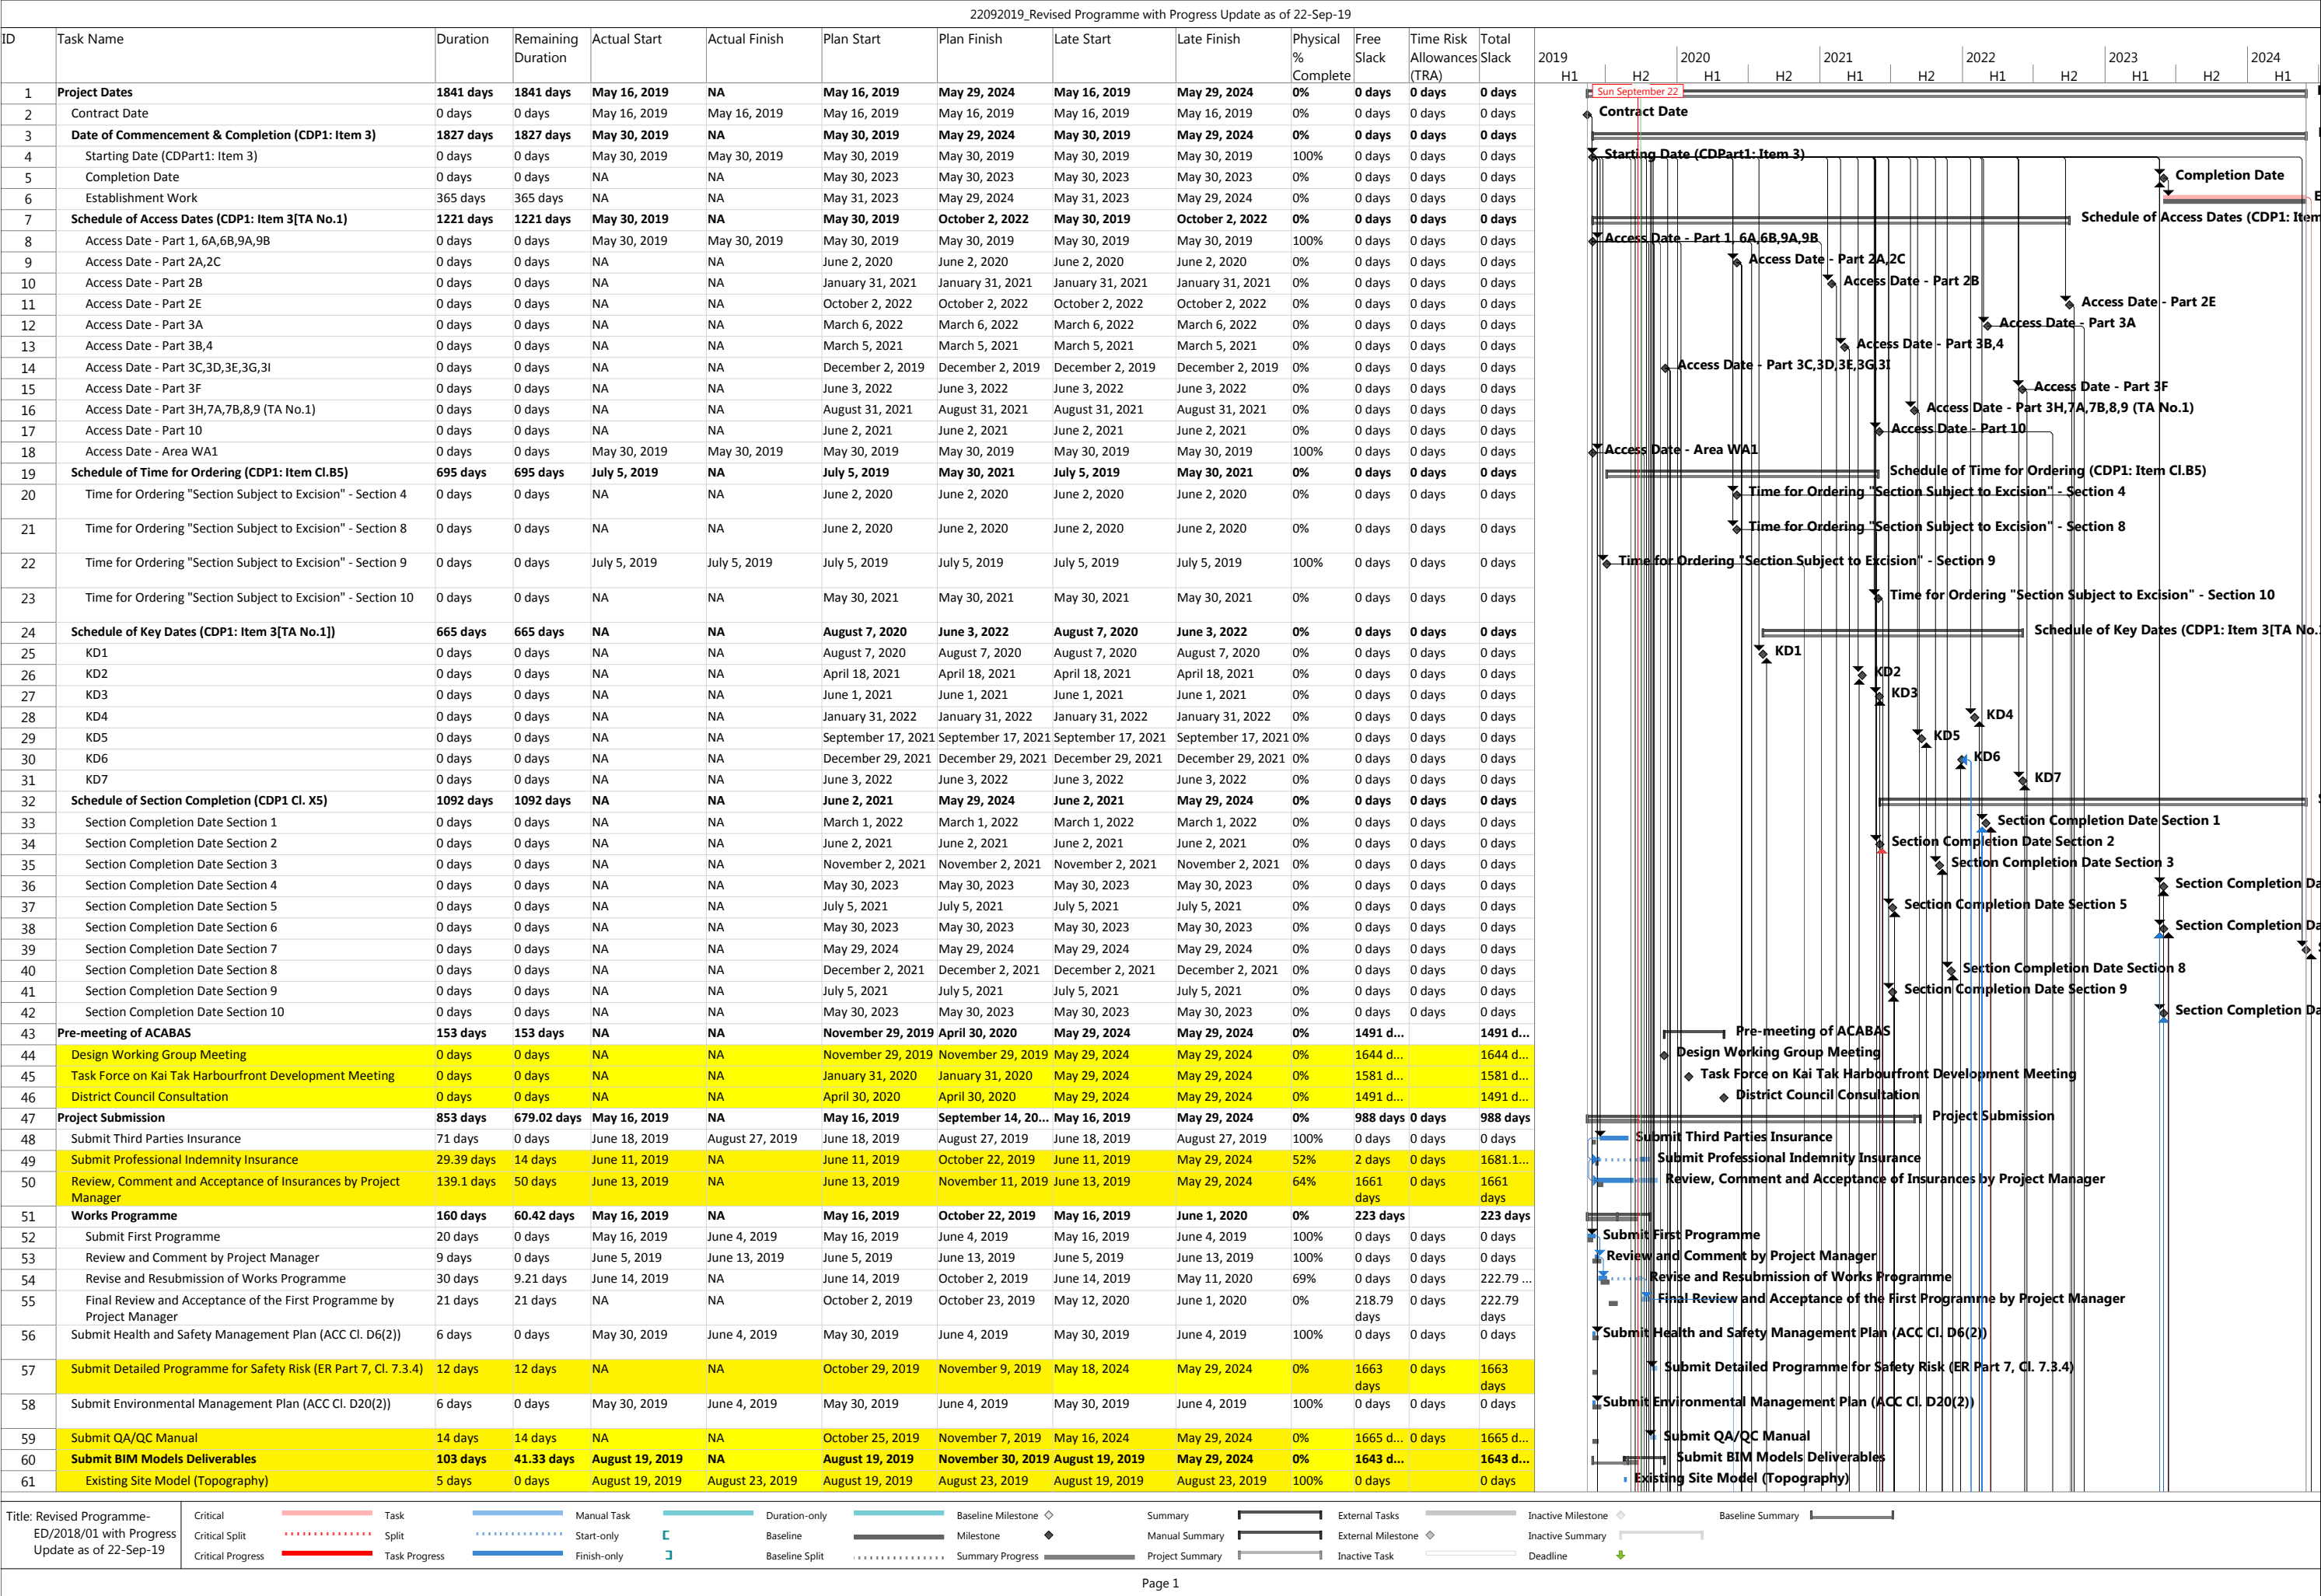 22092019_Revised Programme with Progress Update as of 22-Sep-19
ID Task Name Duration Remaining Duration Actual Start Actual Finish Plan Start Plan Finish Late Start Late Finish Physical % Complete Free Slack Time Risk Allowances (TRA) Total Slack
2019 2020 2021 2022 2023 2024
H1 H2 H1 H2 H1 H2 H1 H2 H1 H2 H1
Sun September 22
1 Project Dates 1841 days 1841 days May 16, 2019 NA May 16, 2019 May 29, 2024 May 16, 2019 May 29, 2024 0% 0 days 0 days 0 days
2 Contract Date 0 days 0 days May 16, 2019 May 16, 2019 May 16, 2019 May 16, 2019 May 16, 2019 May 16, 2019 0% 0 days 0 days 0 days Contract Date
3 Date of Commencement & Completion (CDP1: Item 3) 1827 days 1827 days May 30, 2019 NA May 30, 2019 May 29, 2024 May 30, 2019 May 29, 2024 0% 0 days 0 days 0 days
4 Starting Date (CDPart1: Item 3) 0 days 0 days May 30, 2019 May 30, 2019 May 30, 2019 May 30, 2019 May 30, 2019 May 30, 2019 100% 0 days 0 days 0 days Starting Date (CDPart1: Item 3)
5 Completion Date 0 days 0 days NA NA May 30, 2023 May 30, 2023 May 30, 2023 May 30, 2023 0% 0 days 0 days 0 days Completion Date
6 Establishment Work 365 days 365 days NA NA May 31, 2023 May 29, 2024 May 31, 2023 May 29, 2024 0% 0 days 0 days 0 days
7 Schedule of Access Dates (CDP1: Item 3[TA No.1) 1221 days 1221 days May 30, 2019 NA May 30, 2019 October 2, 2022 May 30, 2019 October 2, 2022 0% 0 days 0 days 0 days Schedule of Access Dates (CDP1: Item
8 Access Date - Part 1, 6A,6B,9A,9B 0 days 0 days May 30, 2019 May 30, 2019 May 30, 2019 May 30, 2019 May 30, 2019 May 30, 2019 100% 0 days 0 days 0 days Access Date - Part 1, 6A,6B,9A,9B
9 Access Date - Part 2A,2C 0 days 0 days NA NA June 2, 2020 June 2, 2020 June 2, 2020 June 2, 2020 0% 0 days 0 days 0 days Access Date - Part 2A,2C
10 Access Date - Part 2B 0 days 0 days NA NA January 31, 2021 January 31, 2021 January 31, 2021 January 31, 2021 0% 0 days 0 days 0 days Access Date - Part 2B
11 Access Date - Part 2E 0 days 0 days NA NA October 2, 2022 October 2, 2022 October 2, 2022 October 2, 2022 0% 0 days 0 days 0 days Access Date - Part 2E
12 Access Date - Part 3A 0 days 0 days NA NA March 6, 2022 March 6, 2022 March 6, 2022 March 6, 2022 0% 0 days 0 days 0 days Access Date - Part 3A
13 Access Date - Part 3B,4 0 days 0 days NA NA March 5, 2021 March 5, 2021 March 5, 2021 March 5, 2021 0% 0 days 0 days 0 days Access Date - Part 3B,4
14 Access Date - Part 3C,3D,3E,3G,3I 0 days 0 days NA NA December 2, 2019 December 2, 2019 December 2, 2019 December 2, 2019 0% 0 days 0 days 0 days Access Date - Part 3C,3D,3E,3G,3I
15 Access Date - Part 3F 0 days 0 days NA NA June 3, 2022 June 3, 2022 June 3, 2022 June 3, 2022 0% 0 days 0 days 0 days Access Date - Part 3F
16 Access Date - Part 3H,7A,7B,8,9 (TA No.1) 0 days 0 days NA NA August 31, 2021 August 31, 2021 August 31, 2021 August 31, 2021 0% 0 days 0 days 0 days Access Date - Part 3H,7A,7B,8,9 (TA No.1)
17 Access Date - Part 10 0 days 0 days NA NA June 2, 2021 June 2, 2021 June 2, 2021 June 2, 2021 0% 0 days 0 days 0 days Access Date - Part 10
18 Access Date - Area WA1 0 days 0 days May 30, 2019 May 30, 2019 May 30, 2019 May 30, 2019 May 30, 2019 May 30, 2019 100% 0 days 0 days 0 days Access Date - Area WA1
19 Schedule of Time for Ordering (CDP1: Item Cl.B5) 695 days 695 days July 5, 2019 NA July 5, 2019 May 30, 2021 July 5, 2019 May 30, 2021 0% 0 days 0 days 0 days Schedule of Time for Ordering (CDP1: Item Cl.B5)
20 Time for Ordering "Section Subject to Excision" - Section 4 0 days 0 days NA NA June 2, 2020 June 2, 2020 June 2, 2020 June 2, 2020 0% 0 days 0 days 0 days Time for Ordering "Section Subject to Excision" - Section 4
21 Time for Ordering "Section Subject to Excision" - Section 8 0 days 0 days NA NA June 2, 2020 June 2, 2020 June 2, 2020 June 2, 2020 0% 0 days 0 days 0 days Time for Ordering "Section Subject to Excision" - Section 8
22 Time for Ordering "Section Subject to Excision" - Section 9 0 days 0 days July 5, 2019 July 5, 2019 July 5, 2019 July 5, 2019 July 5, 2019 July 5, 2019 100% 0 days 0 days 0 days Time for Ordering "Section Subject to Excision" - Section 9
23 Time for Ordering "Section Subject to Excision" - Section 10 0 days 0 days NA NA May 30, 2021 May 30, 2021 May 30, 2021 May 30, 2021 0% 0 days 0 days 0 days Time for Ordering "Section Subject to Excision" - Section 10
24 Schedule of Key Dates (CDP1: Item 3[TA No.1]) 665 days 665 days NA NA August 7, 2020 June 3, 2022 August 7, 2020 June 3, 2022 0% 0 days 0 days 0 days Schedule of Key Dates (CDP1: Item 3[TA No.
25 KD1 0 days 0 days NA NA August 7, 2020 August 7, 2020 August 7, 2020 August 7, 2020 0% 0 days 0 days 0 days KD1
26 KD2 0 days 0 days NA NA April 18, 2021 April 18, 2021 April 18, 2021 April 18, 2021 0% 0 days 0 days 0 days KD2
27 KD3 0 days 0 days NA NA June 1, 2021 June 1, 2021 June 1, 2021 June 1, 2021 0% 0 days 0 days 0 days KD3
28 KD4 0 days 0 days NA NA January 31, 2022 January 31, 2022 January 31, 2022 January 31, 2022 0% 0 days 0 days 0 days KD4
29 KD5 0 days 0 days NA NA September 17, 2021 September 17, 2021 September 17, 2021 September 17, 2021 0% 0 days 0 days 0 days KD5
30 KD6 0 days 0 days NA NA December 29, 2021 December 29, 2021 December 29, 2021 December 29, 2021 0% 0 days 0 days 0 days KD6
31 KD7 0 days 0 days NA NA June 3, 2022 June 3, 2022 June 3, 2022 June 3, 2022 0% 0 days 0 days 0 days KD7
32 Schedule of Section Completion (CDP1 Cl. X5) 1092 days 1092 days NA NA June 2, 2021 May 29, 2024 June 2, 2021 May 29, 2024 0% 0 days 0 days 0 days
33 Section Completion Date Section 1 0 days 0 days NA NA March 1, 2022 March 1, 2022 March 1, 2022 March 1, 2022 0% 0 days 0 days 0 days Section Completion Date Section 1
34 Section Completion Date Section 2 0 days 0 days NA NA June 2, 2021 June 2, 2021 June 2, 2021 June 2, 2021 0% 0 days 0 days 0 days Section Completion Date Section 2
35 Section Completion Date Section 3 0 days 0 days NA NA November 2, 2021 November 2, 2021 November 2, 2021 November 2, 2021 0% 0 days 0 days 0 days Section Completion Date Section 3
36 Section Completion Date Section 4 0 days 0 days NA NA May 30, 2023 May 30, 2023 May 30, 2023 May 30, 2023 0% 0 days 0 days 0 days Section Completion Da
37 Section Completion Date Section 5 0 days 0 days NA NA July 5, 2021 July 5, 2021 July 5, 2021 July 5, 2021 0% 0 days 0 days 0 days Section Completion Date Section 5
38 Section Completion Date Section 6 0 days 0 days NA NA May 30, 2023 May 30, 2023 May 30, 2023 May 30, 2023 0% 0 days 0 days 0 days Section Completion Da
39 Section Completion Date Section 7 0 days 0 days NA NA May 29, 2024 May 29, 2024 May 29, 2024 May 29, 2024 0% 0 days 0 days 0 days
40 Section Completion Date Section 8 0 days 0 days NA NA December 2, 2021 December 2, 2021 December 2, 2021 December 2, 2021 0% 0 days 0 days 0 days Section Completion Date Section 8
41 Section Completion Date Section 9 0 days 0 days NA NA July 5, 2021 July 5, 2021 July 5, 2021 July 5, 2021 0% 0 days 0 days 0 days Section Completion Date Section 9
42 Section Completion Date Section 10 0 days 0 days NA NA May 30, 2023 May 30, 2023 May 30, 2023 May 30, 2023 0% 0 days 0 days 0 days Section Completion Da
43 Pre-meeting of ACABAS 153 days 153 days NA NA November 29, 2019 April 30, 2020 May 29, 2024 May 29, 2024 0% 1491 d... 1491 d... Pre-meeting of ACABAS
44 Design Working Group Meeting 0 days 0 days NA NA November 29, 2019 November 29, 2019 May 29, 2024 May 29, 2024 0% 1644 d... 1644 d... Design Working Group Meeting
45 Task Force on Kai Tak Harbourfront Development Meeting 0 days 0 days NA NA January 31, 2020 January 31, 2020 May 29, 2024 May 29, 2024 0% 1581 d... 1581 d... Task Force on Kai Tak Harbourfront Development Meeting
46 District Council Consultation 0 days 0 days NA NA April 30, 2020 April 30, 2020 May 29, 2024 May 29, 2024 0% 1491 d... 1491 d... District Council Consultation
47 Project Submission 853 days 679.02 days May 16, 2019 NA May 16, 2019 September 14, 20... May 16, 2019 May 29, 2024 0% 988 days 0 days 988 days Project Submission
48 Submit Third Parties Insurance 71 days 0 days June 18, 2019 August 27, 2019 June 18, 2019 August 27, 2019 June 18, 2019 August 27, 2019 100% 0 days 0 days 0 days Submit Third Parties Insurance
49 Submit Professional Indemnity Insurance 29.39 days 14 days June 11, 2019 NA June 11, 2019 October 22, 2019 June 11, 2019 May 29, 2024 52% 2 days 0 days 1681.1... Submit Professional Indemnity Insurance
50 Review, Comment and Acceptance of Insurances by Project Manager 139.1 days 50 days June 13, 2019 NA June 13, 2019 November 11, 2019 June 13, 2019 May 29, 2024 64% 1661 days 0 days 1661 days Review, Comment and Acceptance of Insurances by Project Manager
51 Works Programme 160 days 60.42 days May 16, 2019 NA May 16, 2019 October 22, 2019 May 16, 2019 June 1, 2020 0% 223 days 223 days
52 Submit First Programme 20 days 0 days May 16, 2019 June 4, 2019 May 16, 2019 June 4, 2019 May 16, 2019 June 4, 2019 100% 0 days 0 days 0 days Submit First Programme
53 Review and Comment by Project Manager 9 days 0 days June 5, 2019 June 13, 2019 June 5, 2019 June 13, 2019 June 5, 2019 June 13, 2019 100% 0 days 0 days 0 days Review and Comment by Project Manager
54 Revise and Resubmission of Works Programme 30 days 9.21 days June 14, 2019 NA June 14, 2019 October 2, 2019 June 14, 2019 May 11, 2020 69% 0 days 0 days 222.79 ... Revise and Resubmission of Works Programme
55 Final Review and Acceptance of the First Programme by Project Manager 21 days 21 days NA NA October 2, 2019 October 23, 2019 May 12, 2020 June 1, 2020 0% 218.79 days 0 days 222.79 days Final Review and Acceptance of the First Programme by Project Manager
56 Submit Health and Safety Management Plan (ACC Cl. D6(2)) 6 days 0 days May 30, 2019 June 4, 2019 May 30, 2019 June 4, 2019 May 30, 2019 June 4, 2019 100% 0 days 0 days 0 days Submit Health and Safety Management Plan (ACC Cl. D6(2))
57 Submit Detailed Programme for Safety Risk (ER Part 7, Cl. 7.3.4) 12 days 12 days NA NA October 29, 2019 November 9, 2019 May 18, 2024 May 29, 2024 0% 1663 days 0 days 1663 days Submit Detailed Programme for Safety Risk (ER Part 7, Cl. 7.3.4)
58 Submit Environmental Management Plan (ACC Cl. D20(2)) 6 days 0 days May 30, 2019 June 4, 2019 May 30, 2019 June 4, 2019 May 30, 2019 June 4, 2019 100% 0 days 0 days 0 days Submit Environmental Management Plan (ACC Cl. D20(2))
59 Submit QA/QC Manual 14 days 14 days NA NA October 25, 2019 November 7, 2019 May 16, 2024 May 29, 2024 0% 1665 d... 0 days 1665 d... Submit QA/QC Manual
60 Submit BIM Models Deliverables 103 days 41.33 days August 19, 2019 NA August 19, 2019 November 30, 2019 August 19, 2019 May 29, 2024 0% 1643 d... 1643 d... Submit BIM Models Deliverables
61 Existing Site Model (Topography) 5 days 0 days August 19, 2019 August 23, 2019 August 19, 2019 August 23, 2019 August 19, 2019 August 23, 2019 100% 0 days 0 days Existing Site Model (Topography)
Title: Revised Programme-
ED/2018/01 with Progress
Update as of 22-Sep-19
Critical Task Manual Task Duration-only Baseline Milestone Summary External Tasks Inactive Milestone Baseline Summary
Critical Split Split Start-only Baseline Milestone Manual Summary External Milestone Inactive Summary
Critical Progress Task Progress Finish-only Baseline Split Summary Progress Project Summary Inactive Task Deadline
Page 1